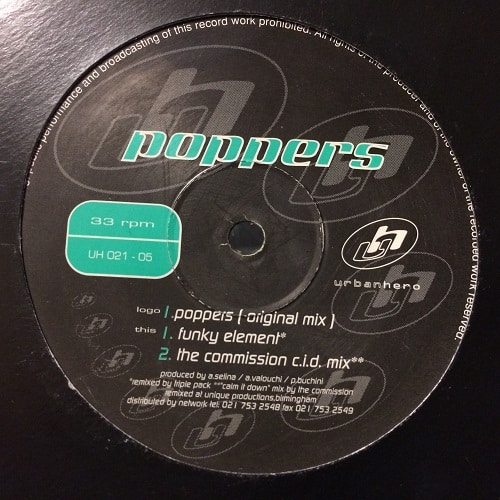 performance and broadcasting of this record work prohibited. All rights of the producer and of the owner of the recorded work reserved.
poppers
33 rpm
UH 021 - 05
urbanhero
logo 1 .poppers ( original mix )
this 1 . funky element*
2. the commission c.i.d. mix**
produced by a.selina / a.valouchi / p.buchini
*remixed by triple pack **"calm it down" mix by the commission
remixed at unique productions,birmingham
distributed by network tel: 021 753 2548 fax 021 753 2549